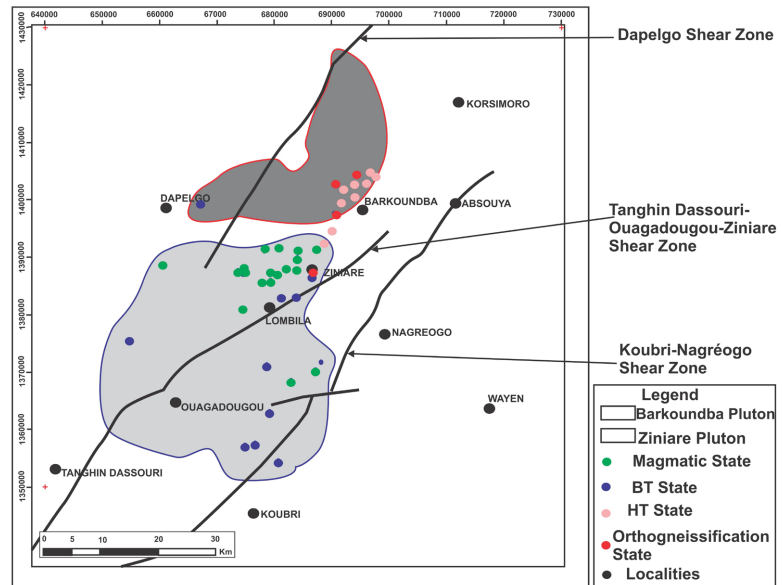 640000 650000 660000 670000 680000 690000 700000 710000 720000 730000
1430000
1420000
1410000
1400000
1390000
1380000
1370000
1360000
1350000
Dapelgo Shear Zone
KORSIMORO
DAPELGO
BARKOUNDBA
ABSOUYA
Tanghin Dassouri-
Ouagadougou-Ziniare
Shear Zone
ZINIARE
LOMBILA
NAGREOGO
Koubri-Nagréogo
Shear Zone
OUAGADOUGOU
WAYEN
TANGHIN DASSOURI
KOUBRI
0 5 10 20 30
Km
Legend
Barkoundba Pluton
Ziniare Pluton
Magmatic State
BT State
HT State
Orthogneissification
State
Localities